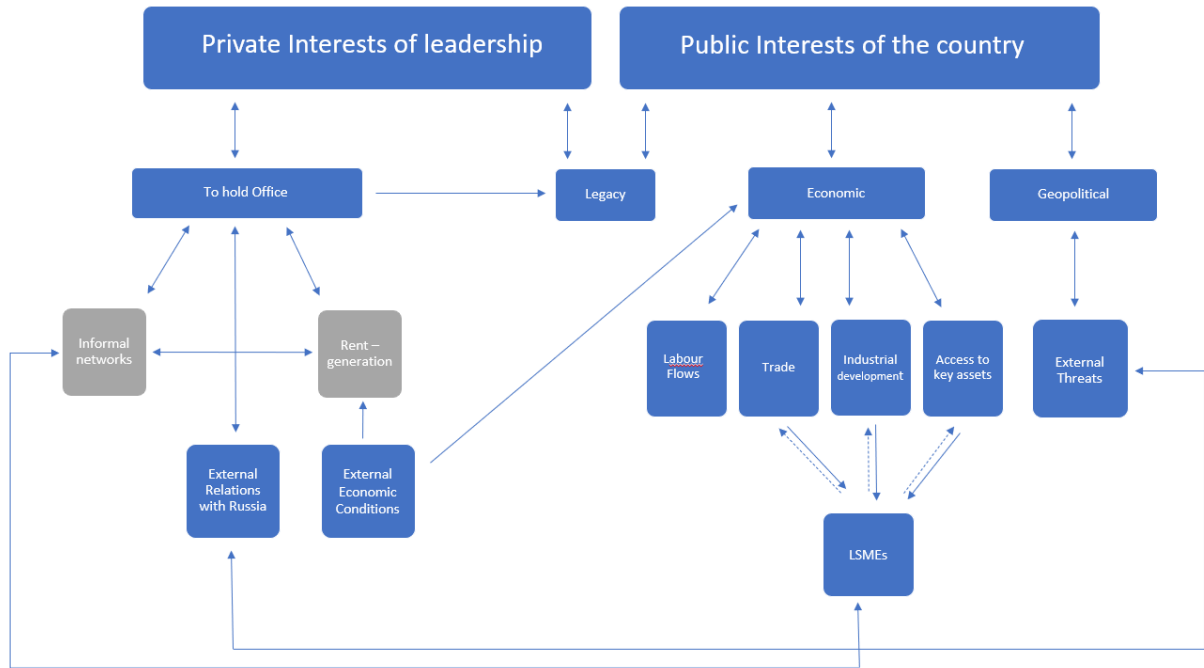 Private Interests of leadership
Public Interests of the country
To hold Office
Legacy
Economic
Geopolitical
Informal
networks
Rent –
generation
Labour
Flows
Trade
Industrial
development
Access to
key assets
External
Threats
External
Relations
with Russia
External
Economic
Conditions
LSMEs